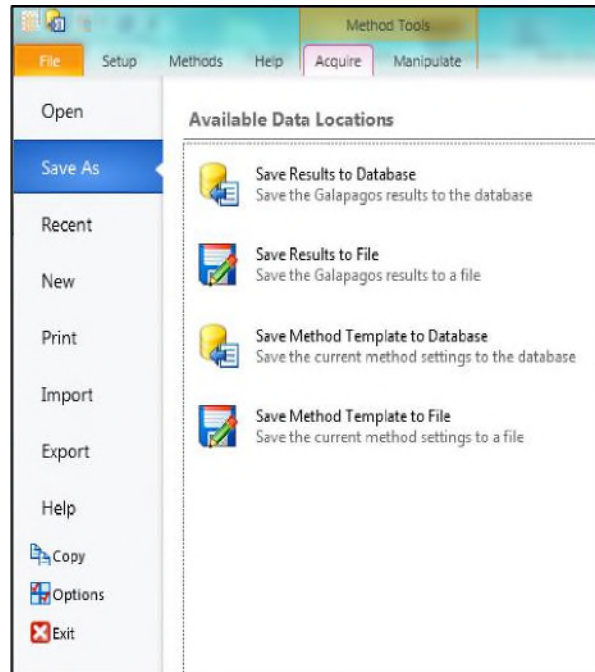 Method Tools
File Setup Methods Help Acquire Manipulate
Open
Save As
Recent
New
Print
Import
Export
Help
Copy
Options
Exit
Available Data Locations
Save Results to Database
Save the Galapagos results to the database
Save Results to File
Save the Galapagos results to a file
Save Method Template to Database
Save the current method settings to the database
Save Method Template to File
Save the current method settings to a file